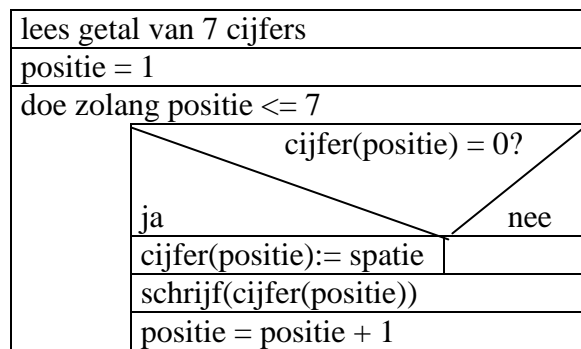 lees getal van 7 cijfers
positie = 1
doe zolang positie <= 7
cijfer(positie) = 0?
ja nee
cijfer(positie):= spatie
schrijf(cijfer(positie))
positie = positie + 1